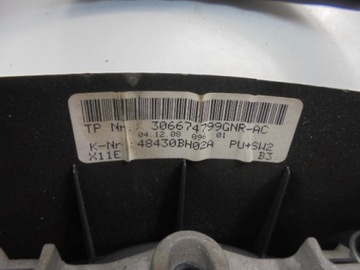 TP Nr.: 306674799GNR-AC
04.12.08 096 01
K-Nr.: 48430BH02A PU+SW2
X11E B3